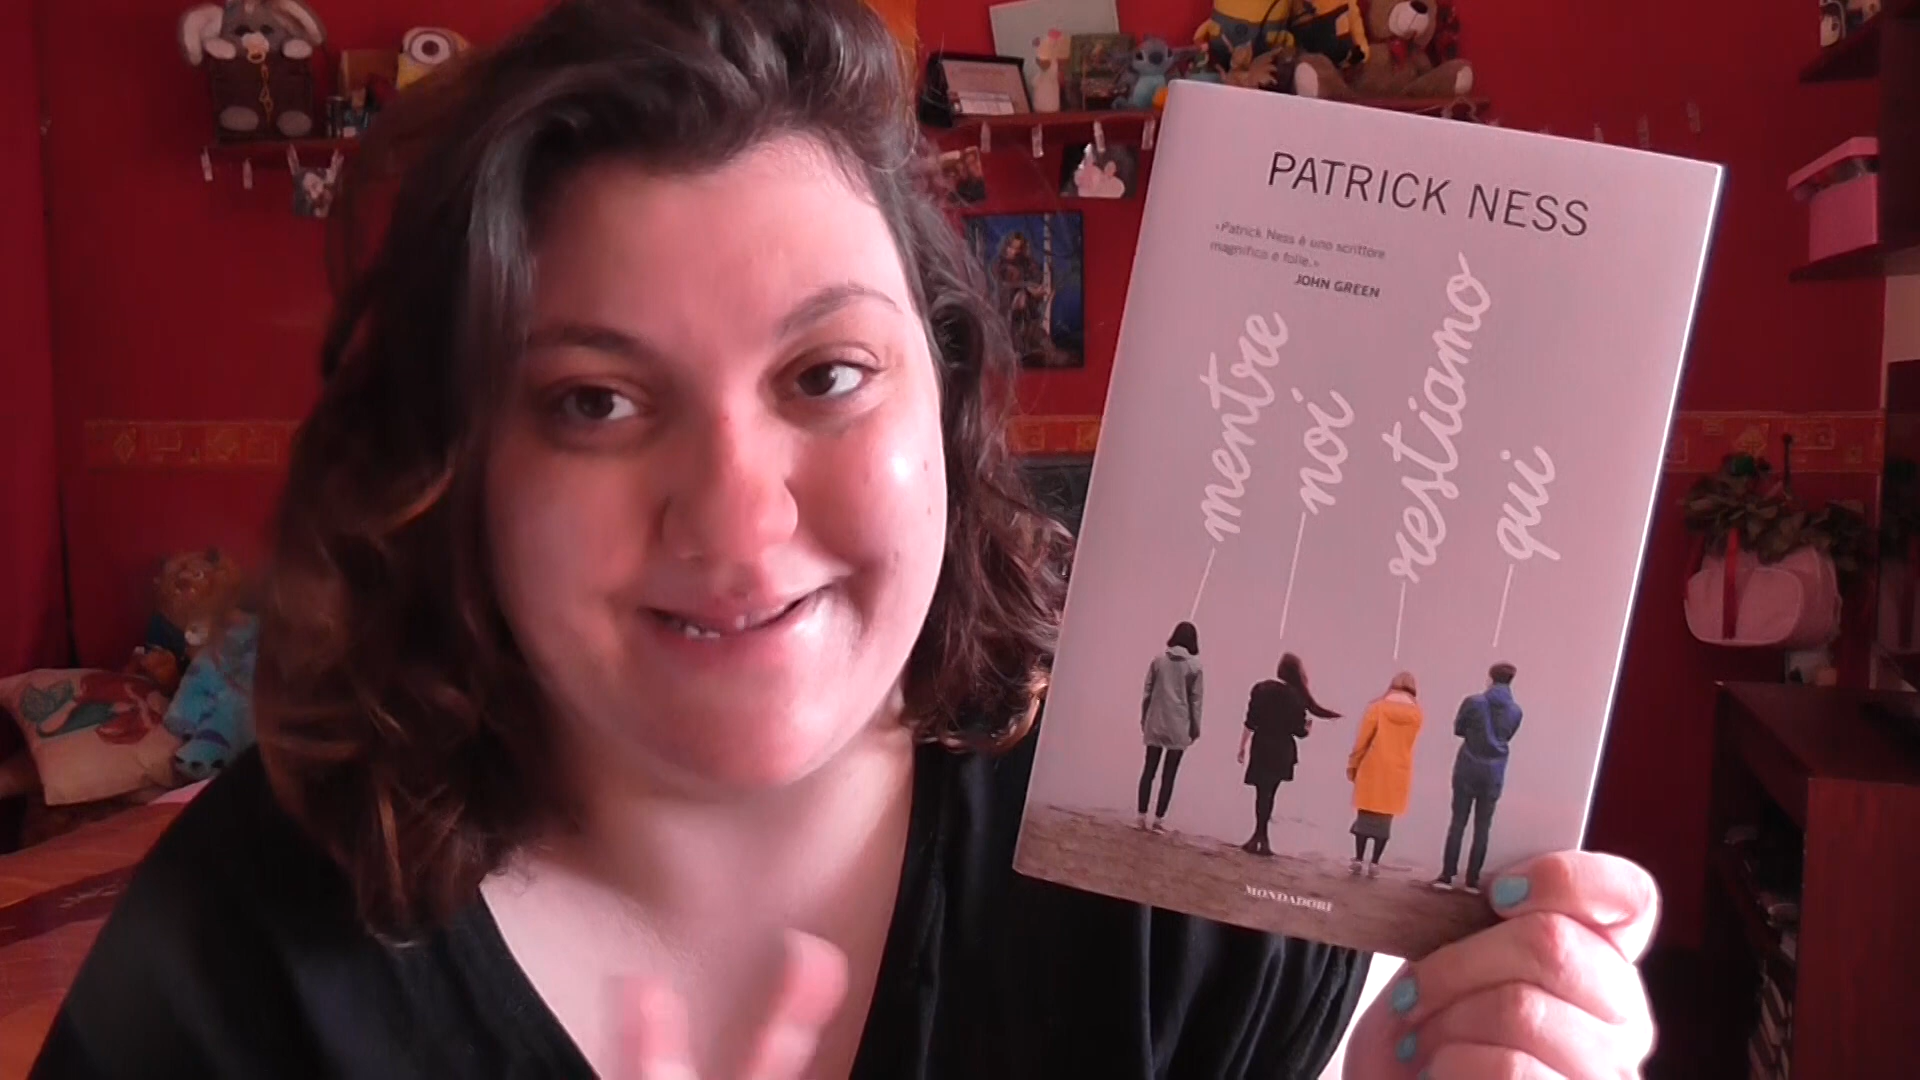 PATRICK NESS
«Patrick Ness è uno scrittore
magnifico e folle.»
JOHN GREEN
mentre
noi
restiamo
qui
MONDADORI